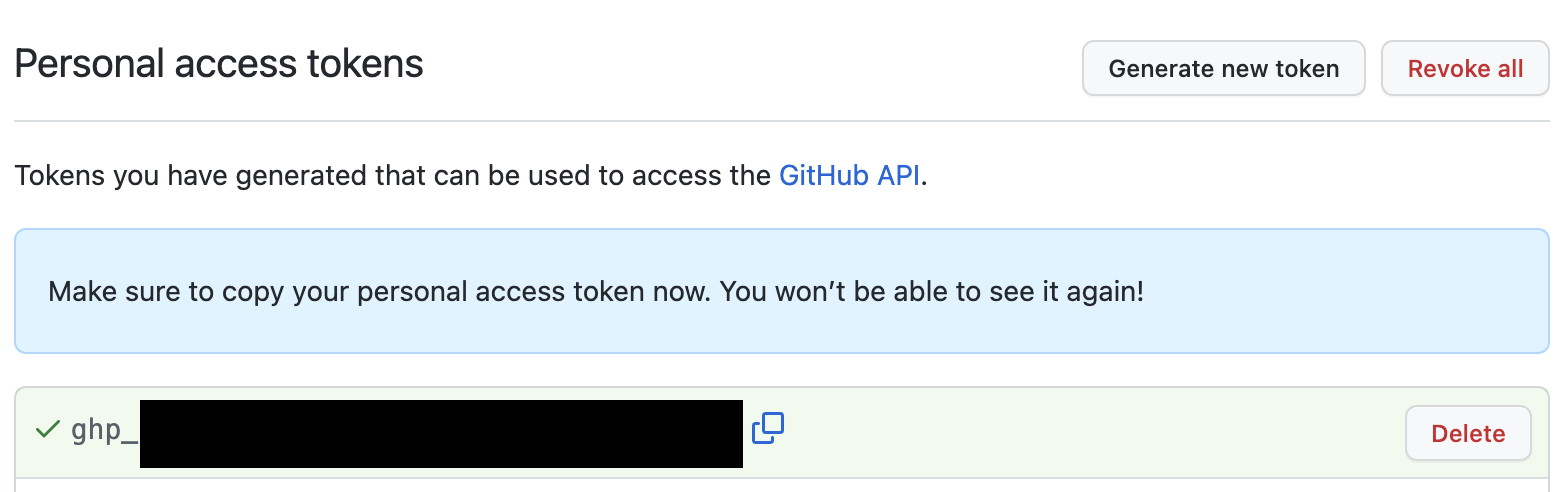 Personal access tokens
Generate new token
Revoke all
Tokens you have generated that can be used to access the GitHub API.
Make sure to copy your personal access token now. You won’t be able to see it again!
ghp_
Delete